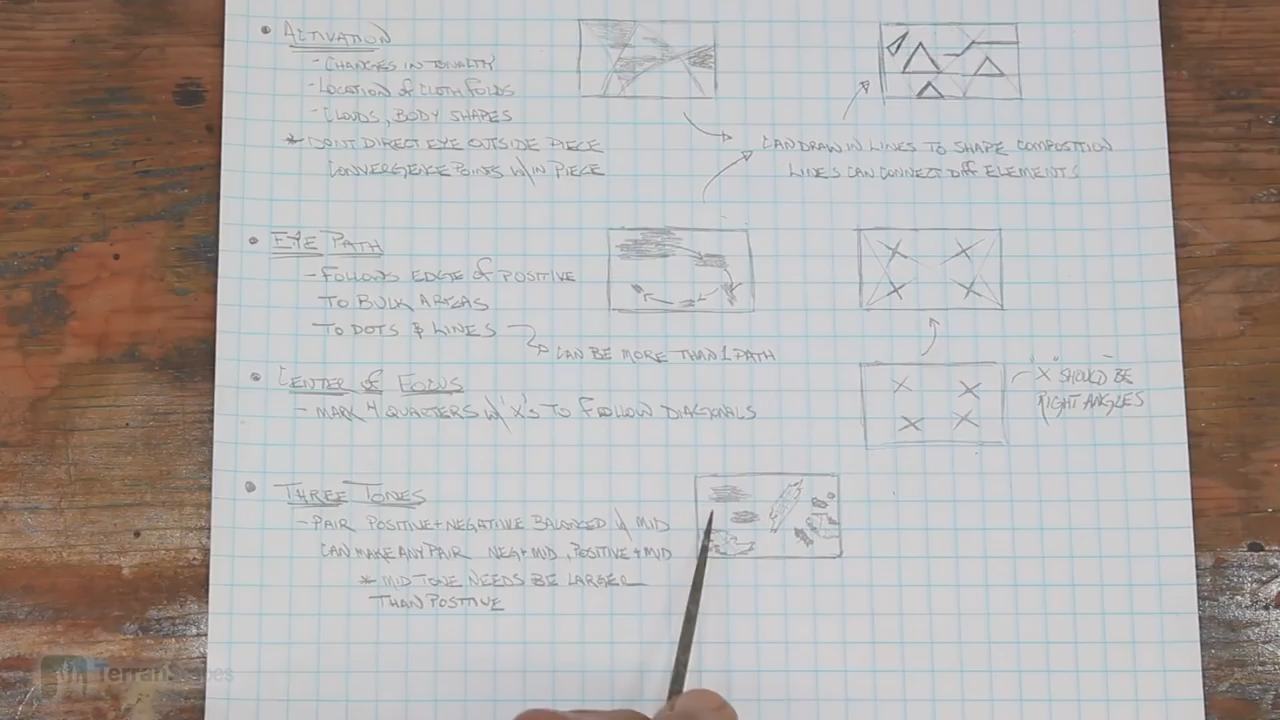 • ACTIVATION
- CHANGES IN TONALITY
- LOCATION of CLOTH FOLDS
- CLOUDS, BODY SHAPES
* DONT DIRECT EYE OUTSIDE PIECE
CONVERGENCE POINTS W/IN PIECE
CAN DRAW IN LINES TO SHAPE COMPOSITION
LINES CAN CONNECT Diff ELEMENTS
• EYE PATH
- FOLLOWS EDGE of POSITIVE
TO BULK AREAS
TO DOTS & LINES
CAN BE MORE THAN 1 PATH
• CENTER of FOCUS
- MARK 4 QUARTERS w/ 'X'S TO FOLLOW DIAGONALS
"X" SHOULD BE
RIGHT ANGLES
• THREE TONES
- PAIR POSITIVE + NEGATIVE BALANCED w/ MID
CAN MAKE ANY PAIR NEG + MID, POSITIVE + MID
* MID TONE NEEDS BE LARGER
THAN POSITIVE
TerranScapes